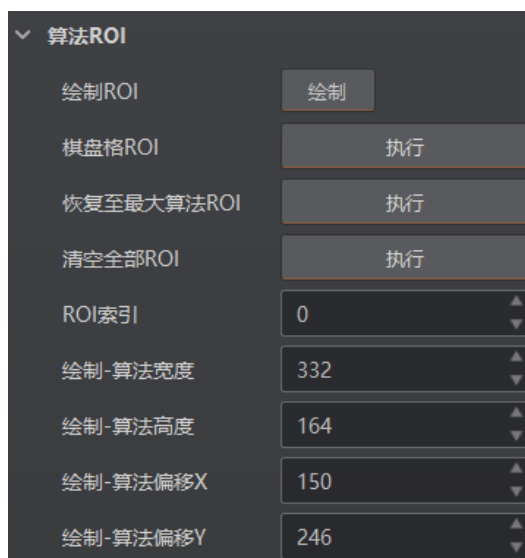 算法ROI
绘制ROI 绘制
棋盘格ROI 执行
恢复至最大算法ROI 执行
清空全部ROI 执行
ROI索引 0
绘制-算法宽度 332
绘制-算法高度 164
绘制-算法偏移X 150
绘制-算法偏移Y 246